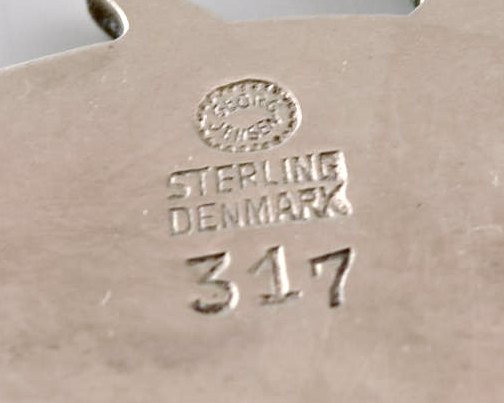 GEORG
JENSEN
STERLING
DENMARK
317